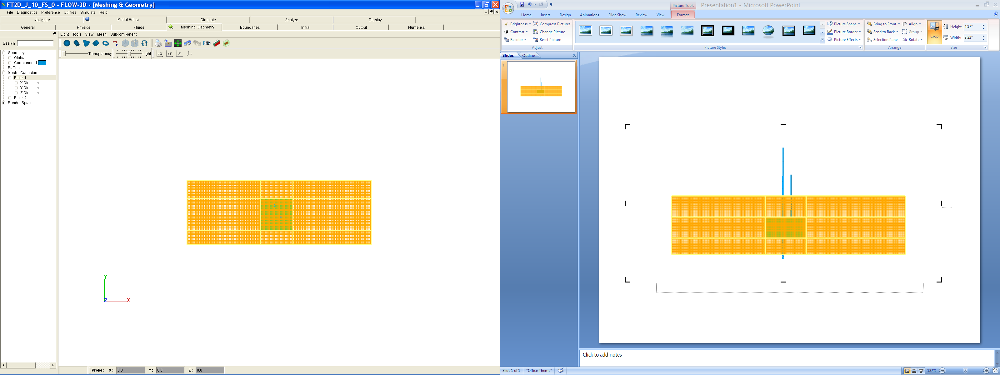 FT2D_J_10_FS_0 - FLOW-3D - [Meshing & Geometry]
File Diagnostics Preference Utilities Simulate Help
Navigator Model Setup Simulate Analyze Display
General Physics Fluids Meshing Geometry Boundaries Initial Output Numerics
Light Tools View Mesh Subcomponent
Search
STL
Transparency Light +X +Y -Z
Geometry
Global
Component 1
Baffles
Mesh - Cartesian
Block 1
X Direction
Y Direction
Z Direction
Block 2
Render Space
Y
Z X
Probe: X: 0.0 Y: 0.0 Z: 0.0
Picture Tools Presentation1 - Microsoft PowerPoint
Home Insert Design Animations Slide Show Review View Format
Brightness Compress Pictures
Contrast Change Picture
Recolor Reset Picture
Adjust
Picture Styles
Picture Shape
Picture Border
Picture Effects
Bring to Front Align
Send to Back Group
Selection Pane Rotate
Arrange
Crop
Height: 4.17"
Width: 8.33"
Size
Slides Outline
1
Click to add notes
Slide 1 of 1 "Office Theme" 127%